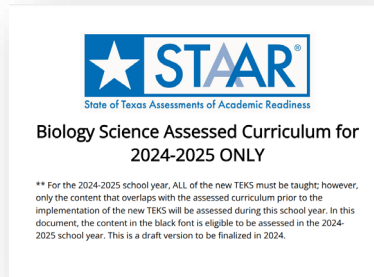 STAAR®
State of Texas Assessments of Academic Readiness
Biology Science Assessed Curriculum for
2024-2025 ONLY
** For the 2024-2025 school year, ALL of the new TEKS must be taught; however,
only the content that overlaps with the assessed curriculum prior to the
implementation of the new TEKS will be assessed during this school year. In this
document, the content in the black font is eligible to be assessed in the 2024-
2025 school year. This is a draft version to be finalized in 2024.